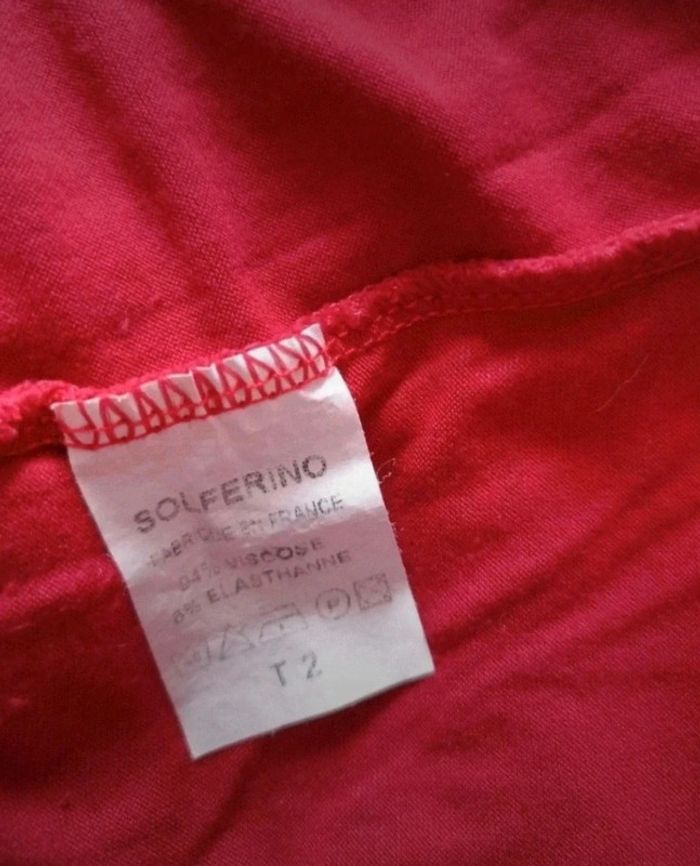 SOLFERINO
FABRIQUE EN FRANCE
94% VISCOSE
6% ELASTHANNE
P
T 2